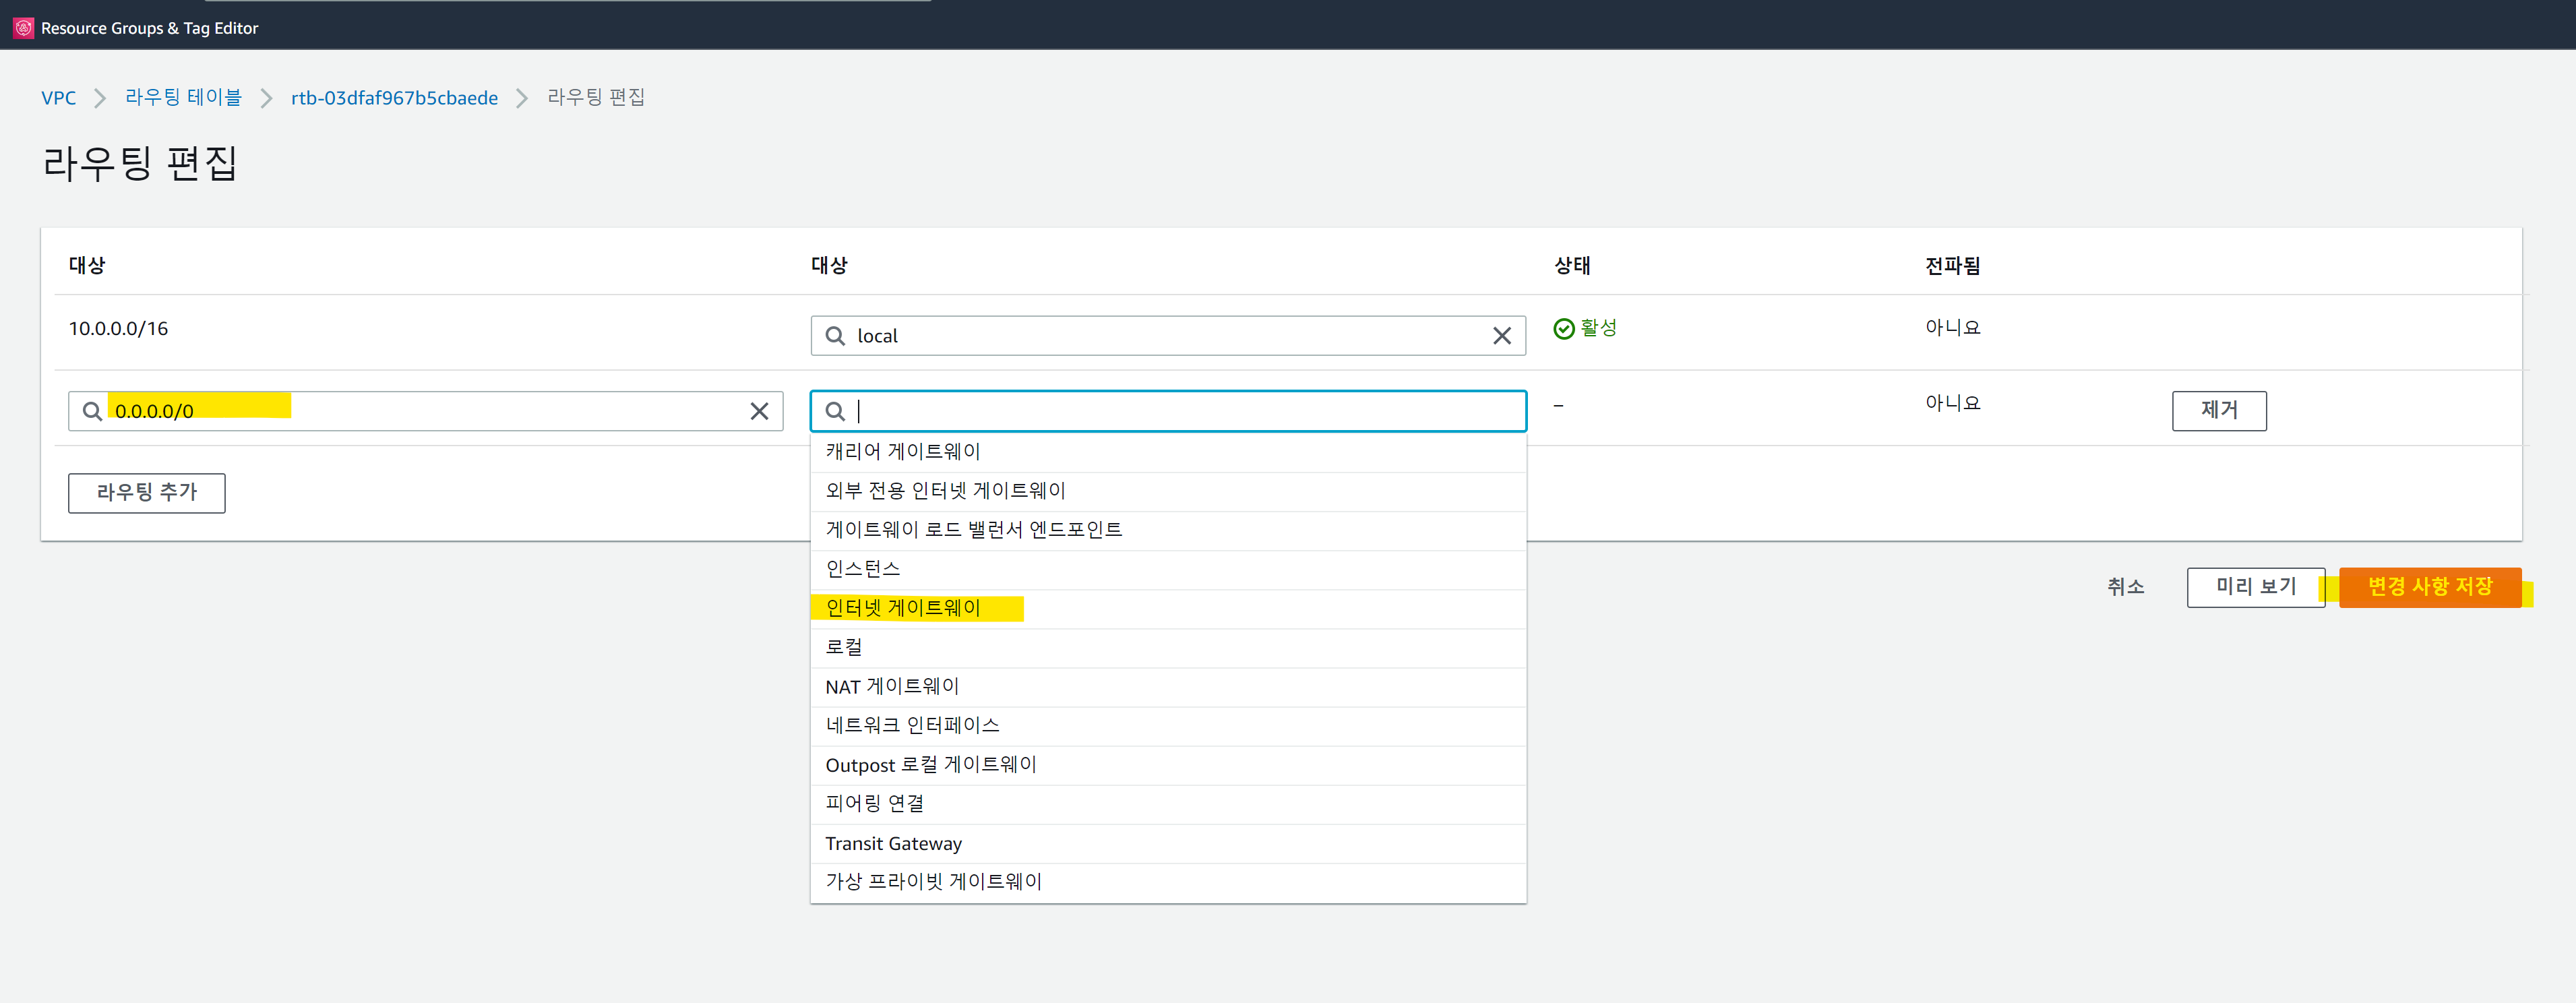 Resource Groups & Tag Editor
VPC > 라우팅 테이블 > rtb-03dfaf967b5cbaede > 라우팅 편집
라우팅 편집
대상 대상 상태 전파됨
10.0.0.0/16 local 활성 아니요
0.0.0.0/0 – 아니요 제거
라우팅 추가
캐리어 게이트웨이
외부 전용 인터넷 게이트웨이
게이트웨이 로드 밸런서 엔드포인트
인스턴스
인터넷 게이트웨이
로컬
NAT 게이트웨이
네트워크 인터페이스
Outpost 로컬 게이트웨이
피어링 연결
Transit Gateway
가상 프라이빗 게이트웨이
취소 미리 보기 변경 사항 저장